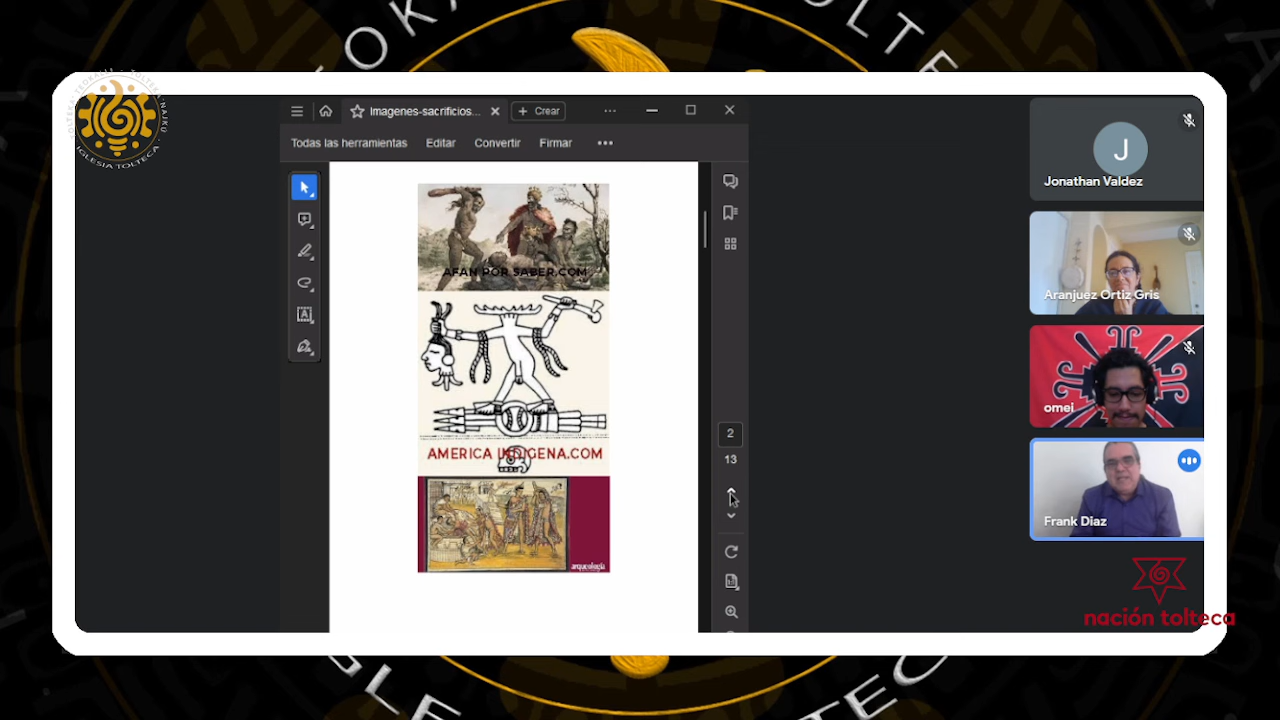 Imagenes-sacrificios...
Crear
Todas las herramientas
Editar
Convertir
Firmar
AFAN POR SABER.COM
AMERICA INDIGENA.COM
arqueología
2
13
J
Jonathan Valdez
Aranjuez Ortiz Gris
omei
Frank Diaz
nación tolteca
IGLESIA TOLTECA